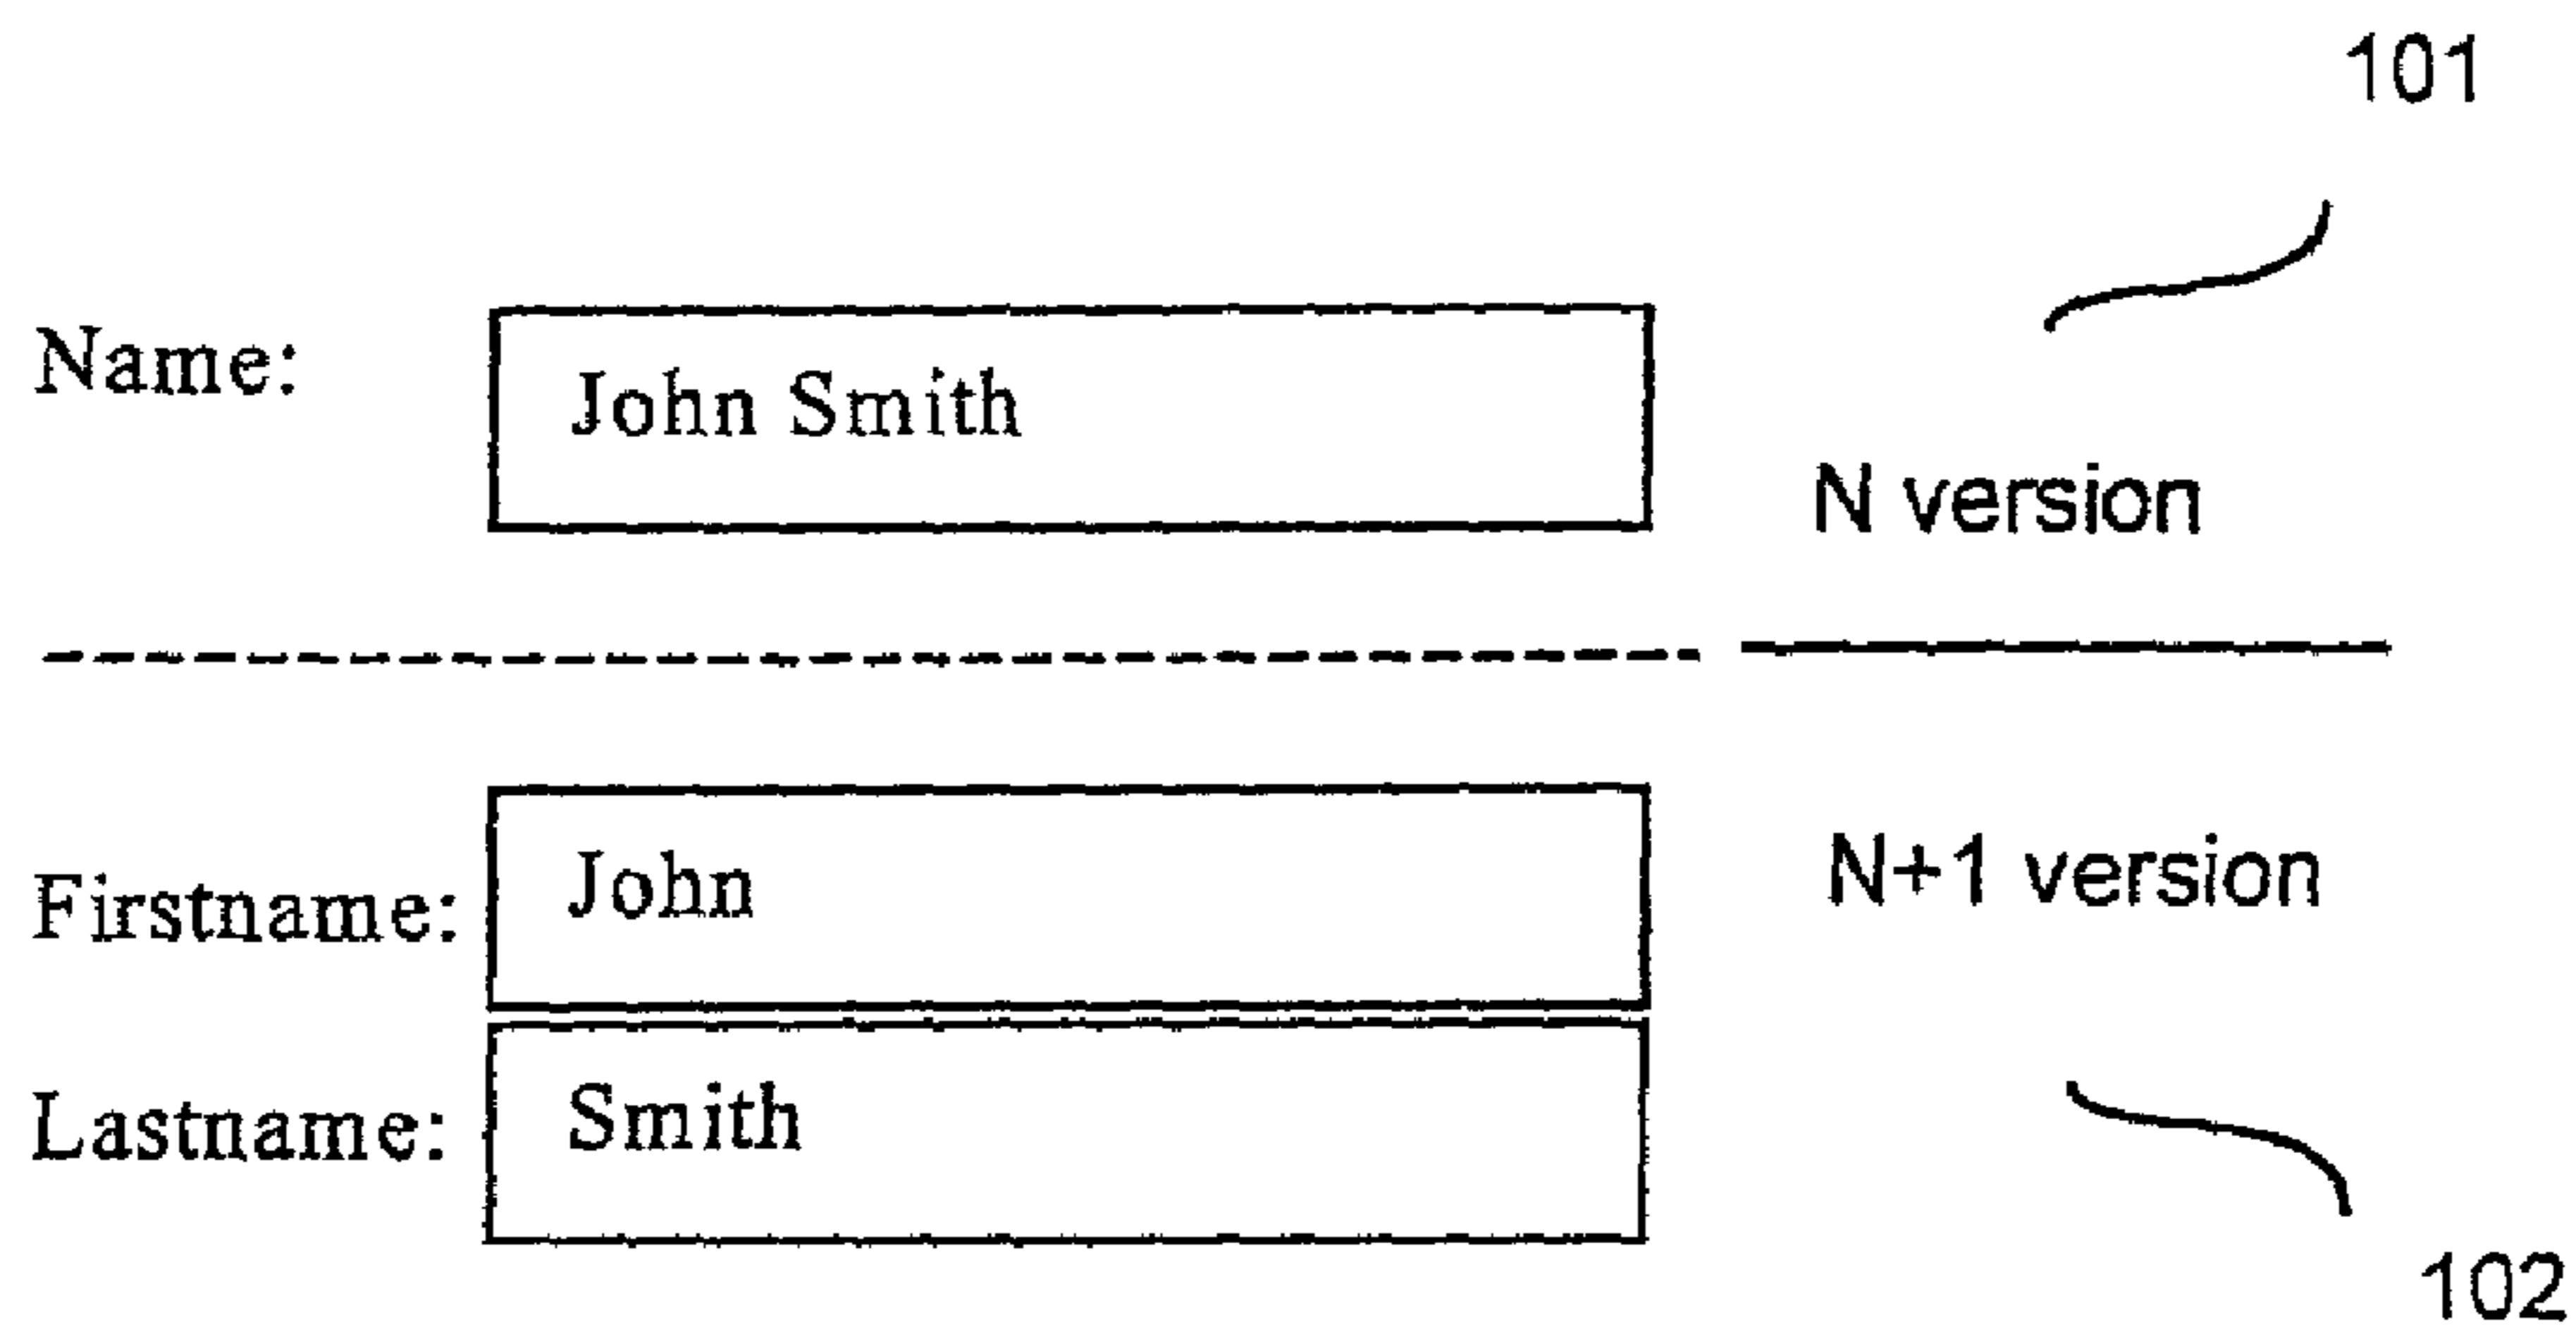 101
Name: John Smith
N version
Firstname: John N+1 version
Lastname: Smith
102